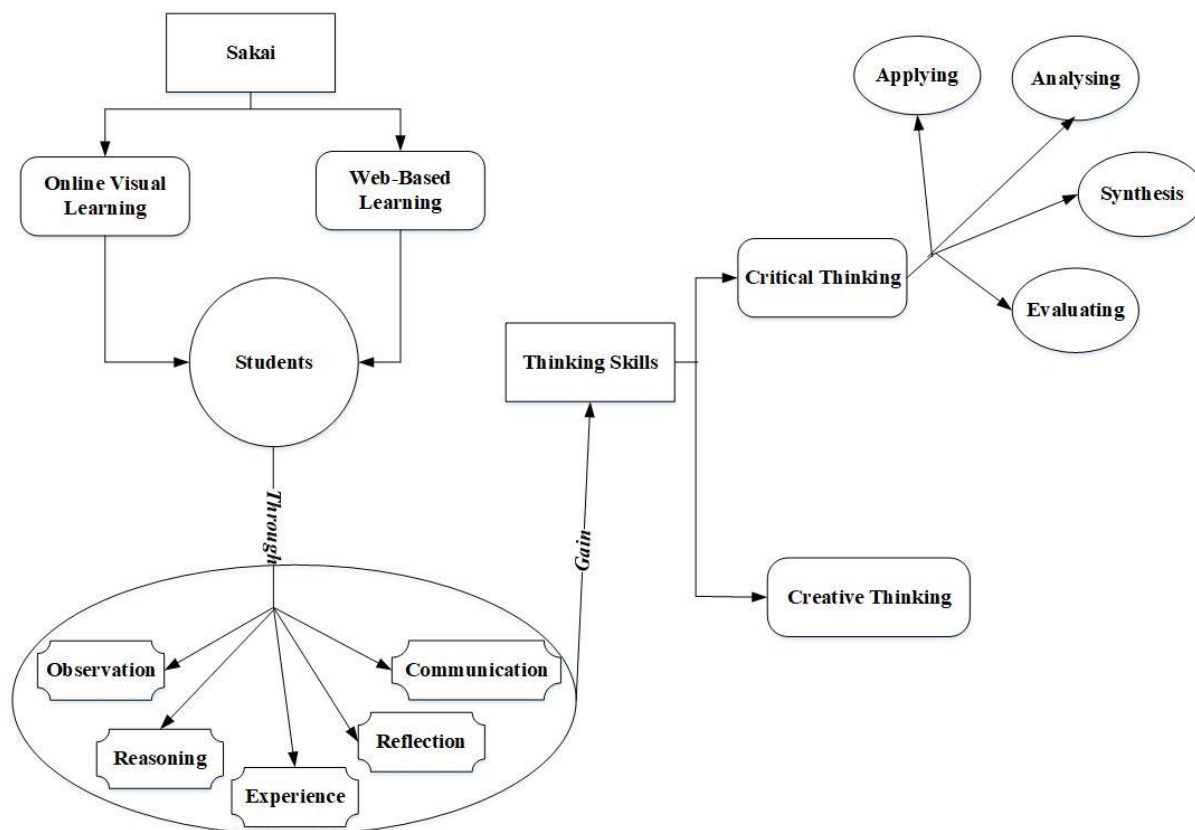 Sakai
Online Visual
Learning
Web-Based
Learning
Students
Through
Observation
Reasoning
Experience
Reflection
Communication
Gain
Thinking Skills
Critical Thinking
Applying
Analysing
Synthesis
Evaluating
Creative Thinking